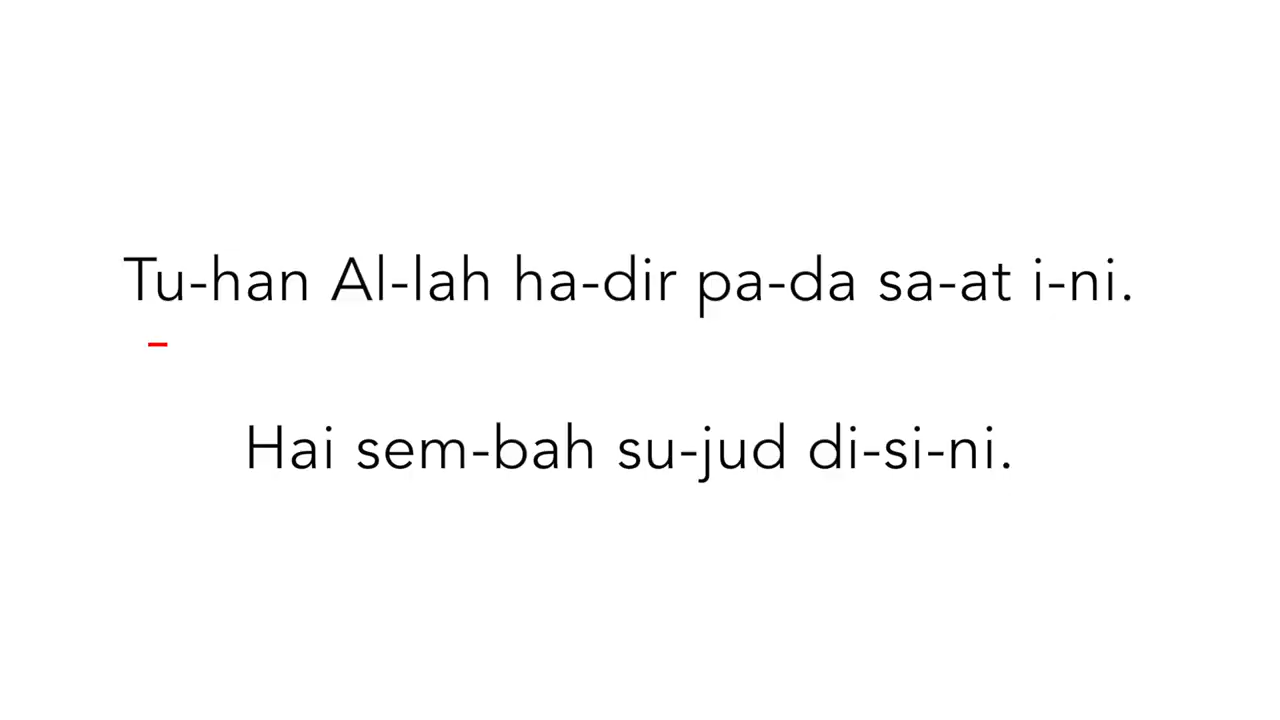 Tu-han Al-lah ha-dir pa-da sa-at i-ni.
Hai sem-bah su-jud di-si-ni.